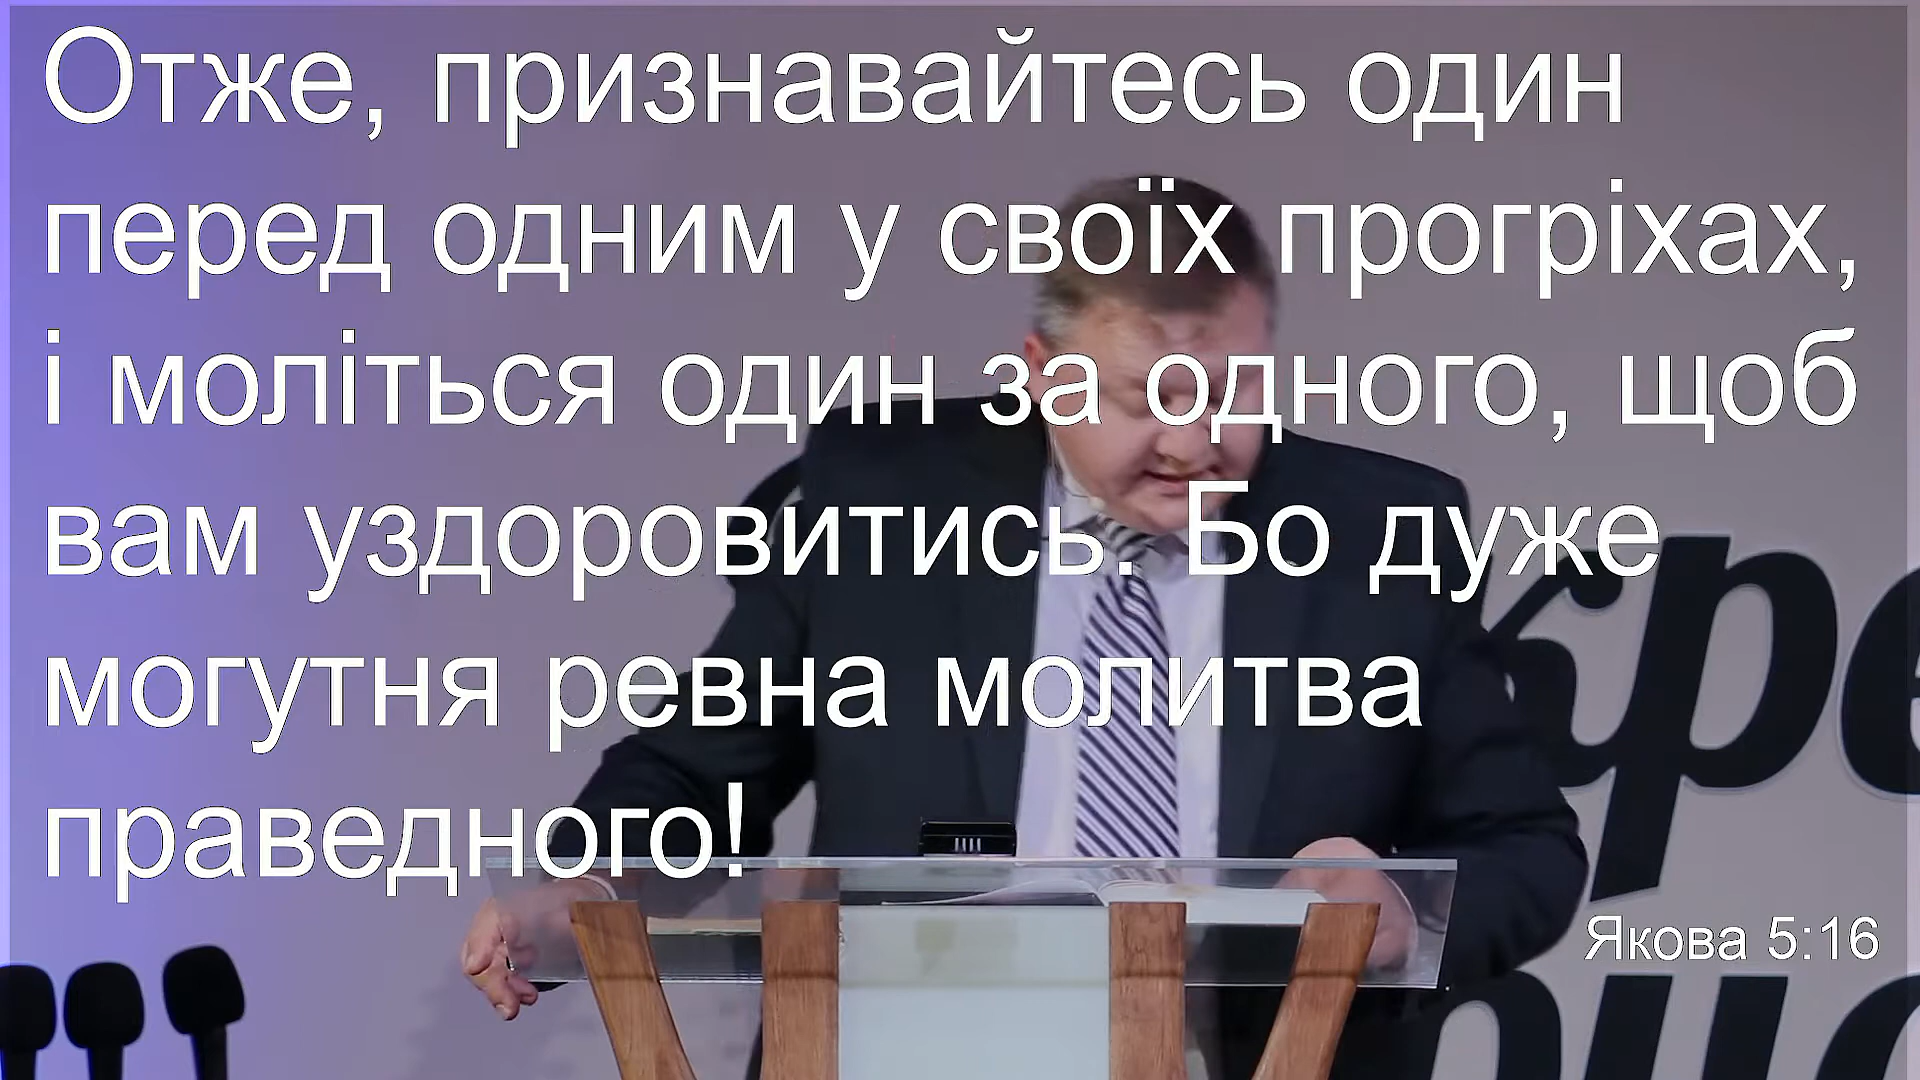 Отже, признавайтесь один
перед одним у своїх прогріхах,
і моліться один за одного, щоб
вам уздоровитись. Бо дуже
могутня ревна молитва
праведного!
Якова 5:16